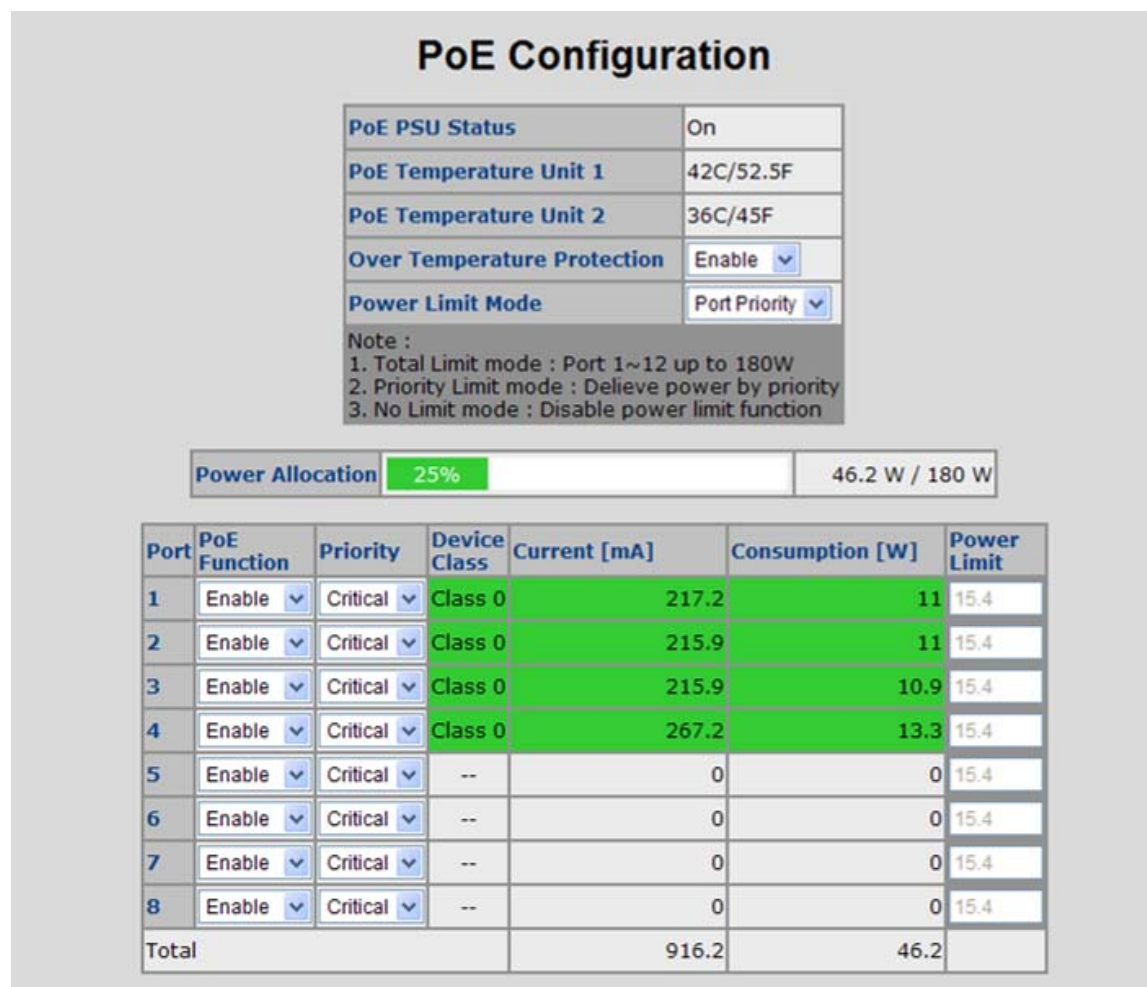 PoE Configuration
PoE PSU Status On
PoE Temperature Unit 1 42C/52.5F
PoE Temperature Unit 2 36C/45F
Over Temperature Protection Enable
Power Limit Mode Port Priority
Note :
1. Total Limit mode : Port 1~12 up to 180W
2. Priority Limit mode : Delieve power by priority
3. No Limit mode : Disable power limit function
Power Allocation 25% 46.2 W / 180 W
Port PoE Function Priority Device Class Current [mA] Consumption [W] Power Limit
1 Enable Critical Class 0 217.2 11 15.4
2 Enable Critical Class 0 215.9 11 15.4
3 Enable Critical Class 0 215.9 10.9 15.4
4 Enable Critical Class 0 267.2 13.3 15.4
5 Enable Critical -- 0 0 15.4
6 Enable Critical -- 0 0 15.4
7 Enable Critical -- 0 0 15.4
8 Enable Critical -- 0 0 15.4
Total 916.2 46.2